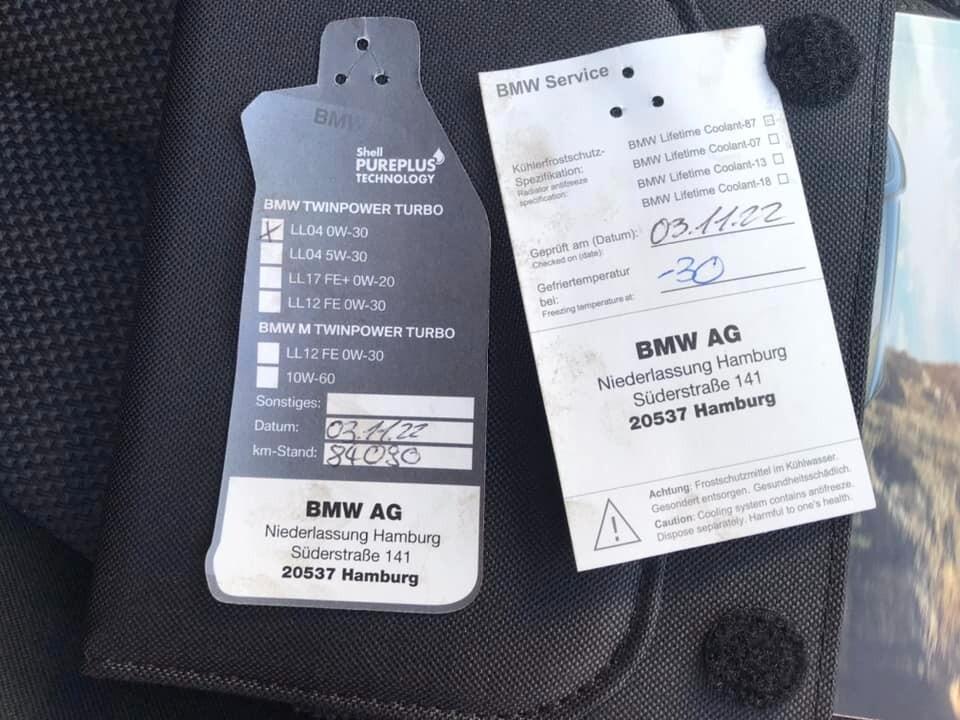 BMW
Shell
PUREPLUS
TECHNOLOGY
BMW TWINPOWER TURBO
X LL04 0W-30
LL04 5W-30
LL17 FE+ 0W-20
LL12 FE 0W-30
BMW M TWINPOWER TURBO
LL12 FE 0W-30
10W-60
Sonstiges:
Datum: 03.11.22
km-Stand: 84030
BMW AG
Niederlassung Hamburg
Süderstraße 141
20537 Hamburg
BMW Service
Kühlerfrostschutz-
Spezifikation:
Radiator antifreeze
specification:
BMW Lifetime Coolant-87
BMW Lifetime Coolant-07
BMW Lifetime Coolant-13
BMW Lifetime Coolant-18
Geprüft am (Datum): 03.11.22
Checked on (date):
Gefriertemperatur
bei: -30
Freezing temperature at:
BMW AG
Niederlassung Hamburg
Süderstraße 141
20537 Hamburg
Achtung: Frostschutzmittel im Kühlwasser.
Gesondert entsorgen. Gesundheitsschädlich.
Caution: Cooling system contains antifreeze.
Dispose separately. Harmful to one's health.